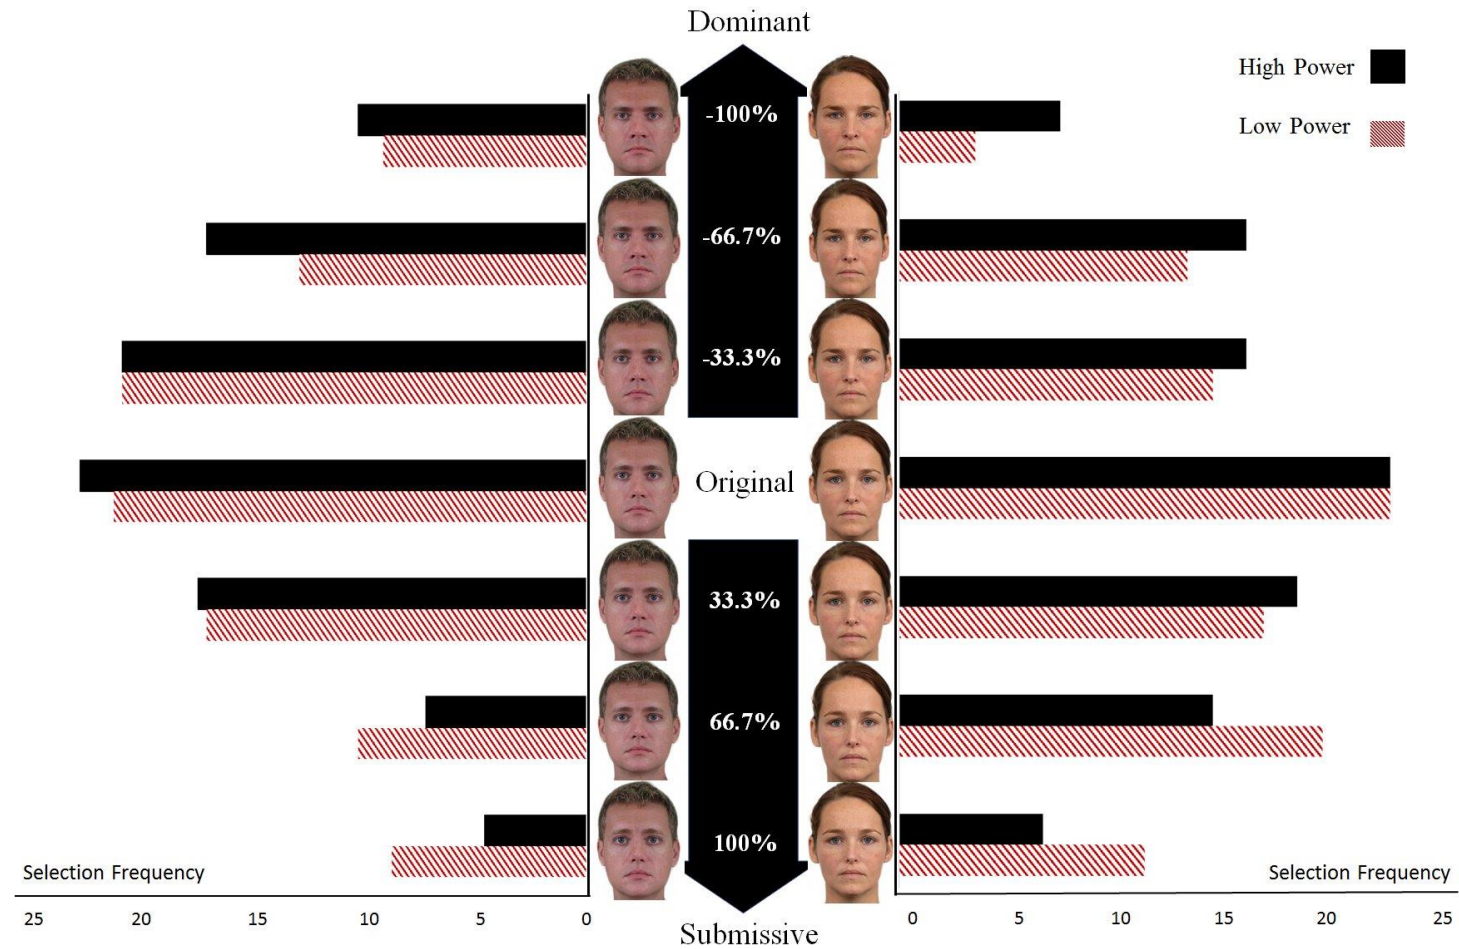 Dominant
High Power
Low Power
-100%
-66.7%
-33.3%
Original
33.3%
66.7%
100%
Selection Frequency
Selection Frequency
25 20 15 10 5 0
0 5 10 15 20 25
Submissive